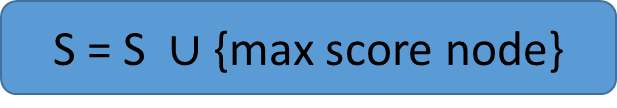 S = S ∪ {max score node}